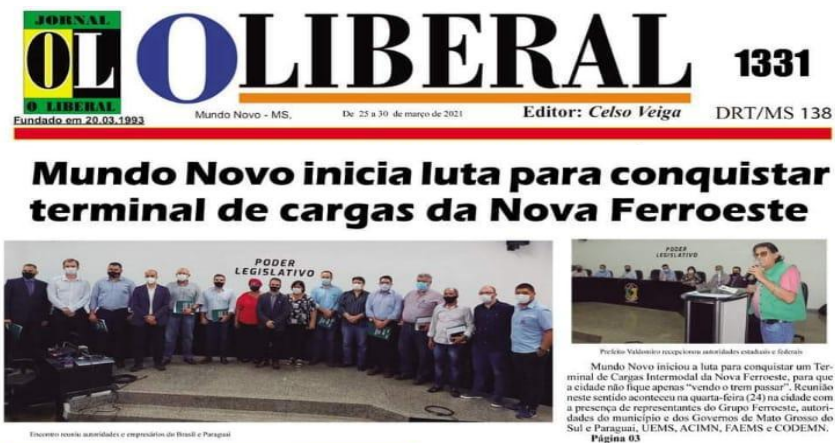 JORNAL
OL
O LIBERAL
Fundado em 20.03.1993
OLIBERAL
Mundo Novo - MS,
De 25 a 30 de março de 2021
Editor: Celso Veiga
1331
DRT/MS 138
Mundo Novo inicia luta para conquistar
terminal de cargas da Nova Ferroeste
PODER
LEGISLATIVO
Encontro reuniu autoridades e empresários do Brasil e Paraguai
PODER
LEGISLATIVO
Prefeito Valdomiro recepcionou autoridades estaduais e federais
Mundo Novo iniciou a luta para conquistar um Ter-
minal de Cargas Intermodal da Nova Ferroeste, para que
a cidade não fique apenas “vendo o trem passar”. Reunião
neste sentido aconteceu na quarta-feira (24) na cidade com
a presença de representantes do Grupo Ferroeste, autori-
dades do município e dos Governos de Mato Grosso do
Sul e Paraguai, UEMS, ACIMN, FAEMS e CODEMN.
Página 03